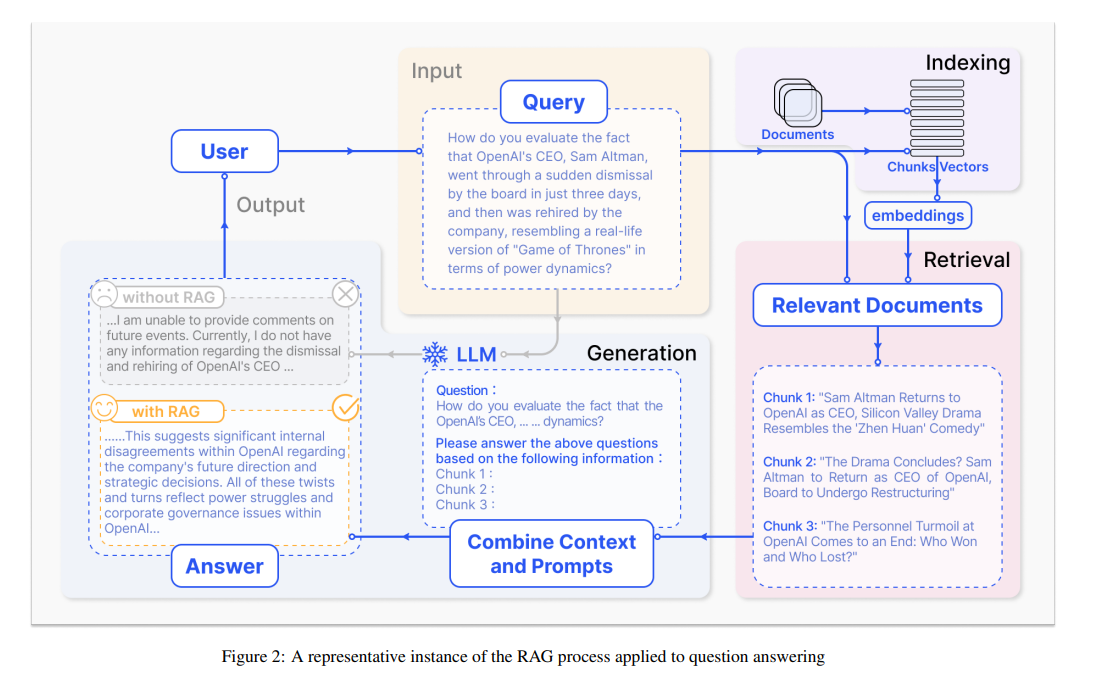 Input
Query
How do you evaluate the fact
that OpenAI's CEO, Sam Altman,
went through a sudden dismissal
by the board in just three days,
and then was rehired by the
company, resembling a real-life
version of "Game of Thrones" in
terms of power dynamics?
Indexing
Documents
Chunks Vectors
embeddings
User
Output
Retrieval
Relevant Documents
Chunk 1: "Sam Altman Returns to
OpenAI as CEO, Silicon Valley Drama
Resembles the 'Zhen Huan' Comedy"
Chunk 2: "The Drama Concludes? Sam
Altman to Return as CEO of OpenAI,
Board to Undergo Restructuring"
Chunk 3: "The Personnel Turmoil at
OpenAI Comes to an End: Who Won
and Who Lost?"
Generation
LLM
Question :
How do you evaluate the fact that the
OpenAI's CEO, ... ... dynamics?
Please answer the above questions
based on the following information :
Chunk 1 :
Chunk 2 :
Chunk 3 :
Combine Context
and Prompts
without RAG
...I am unable to provide comments on
future events. Currently, I do not have
any information regarding the dismissal
and rehiring of OpenAI's CEO ...
with RAG
......This suggests significant internal
disagreements within OpenAI regarding
the company's future direction and
strategic decisions. All of these twists
and turns reflect power struggles and
corporate governance issues within
OpenAI...
Answer
Figure 2: A representative instance of the RAG process applied to question answering